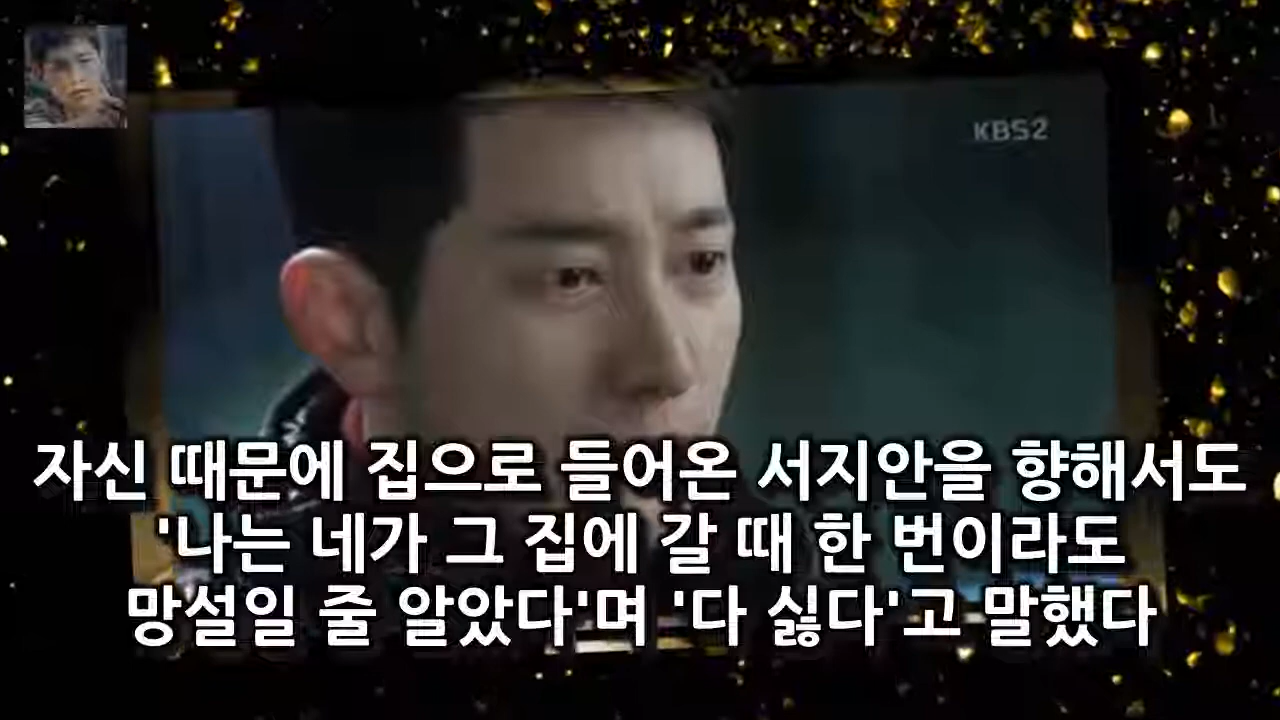 KBS2
자신 때문에 집으로 들어온 서지안을 향해서도
'나는 네가 그 집에 갈 때 한 번이라도
망설일 줄 알았다'며 '다 싫다'고 말했다